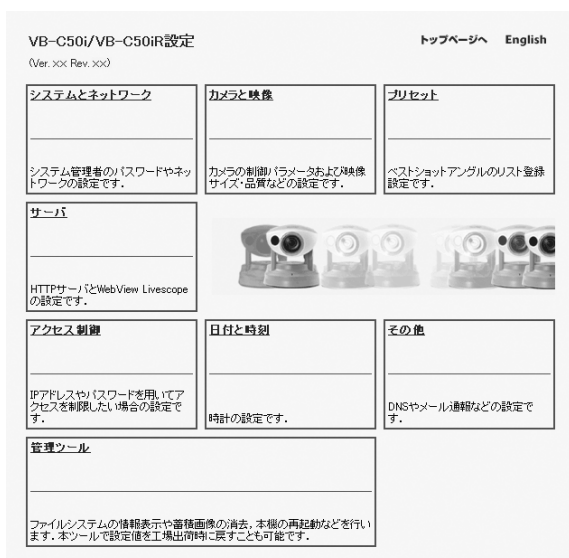 VB-C50i/VB-C50iR設定
トップページへ English
(Ver. ×× Rev. ××)
システムとネットワーク
システム管理者のパスワードやネッ
トワークの設定です.
カメラと映像
カメラの制御パラメータおよび映像
サイズ・品質などの設定です.
プリセット
ベストショットアングルのリスト登録
設定です.
サーバ
HTTPサーバとWebView Livescope
の設定です.
アクセス制御
IPアドレスやパスワードを用いてア
クセスを制限したい場合の設定で
す.
日付と時刻
時計の設定です.
その他
DNSやメール通報などの設定で
す.
管理ツール
ファイルシステムの情報表示や蓄積画像の消去, 本機の再起動などを行い
ます. 本ツールで設定値を工場出荷時に戻すことも可能です.